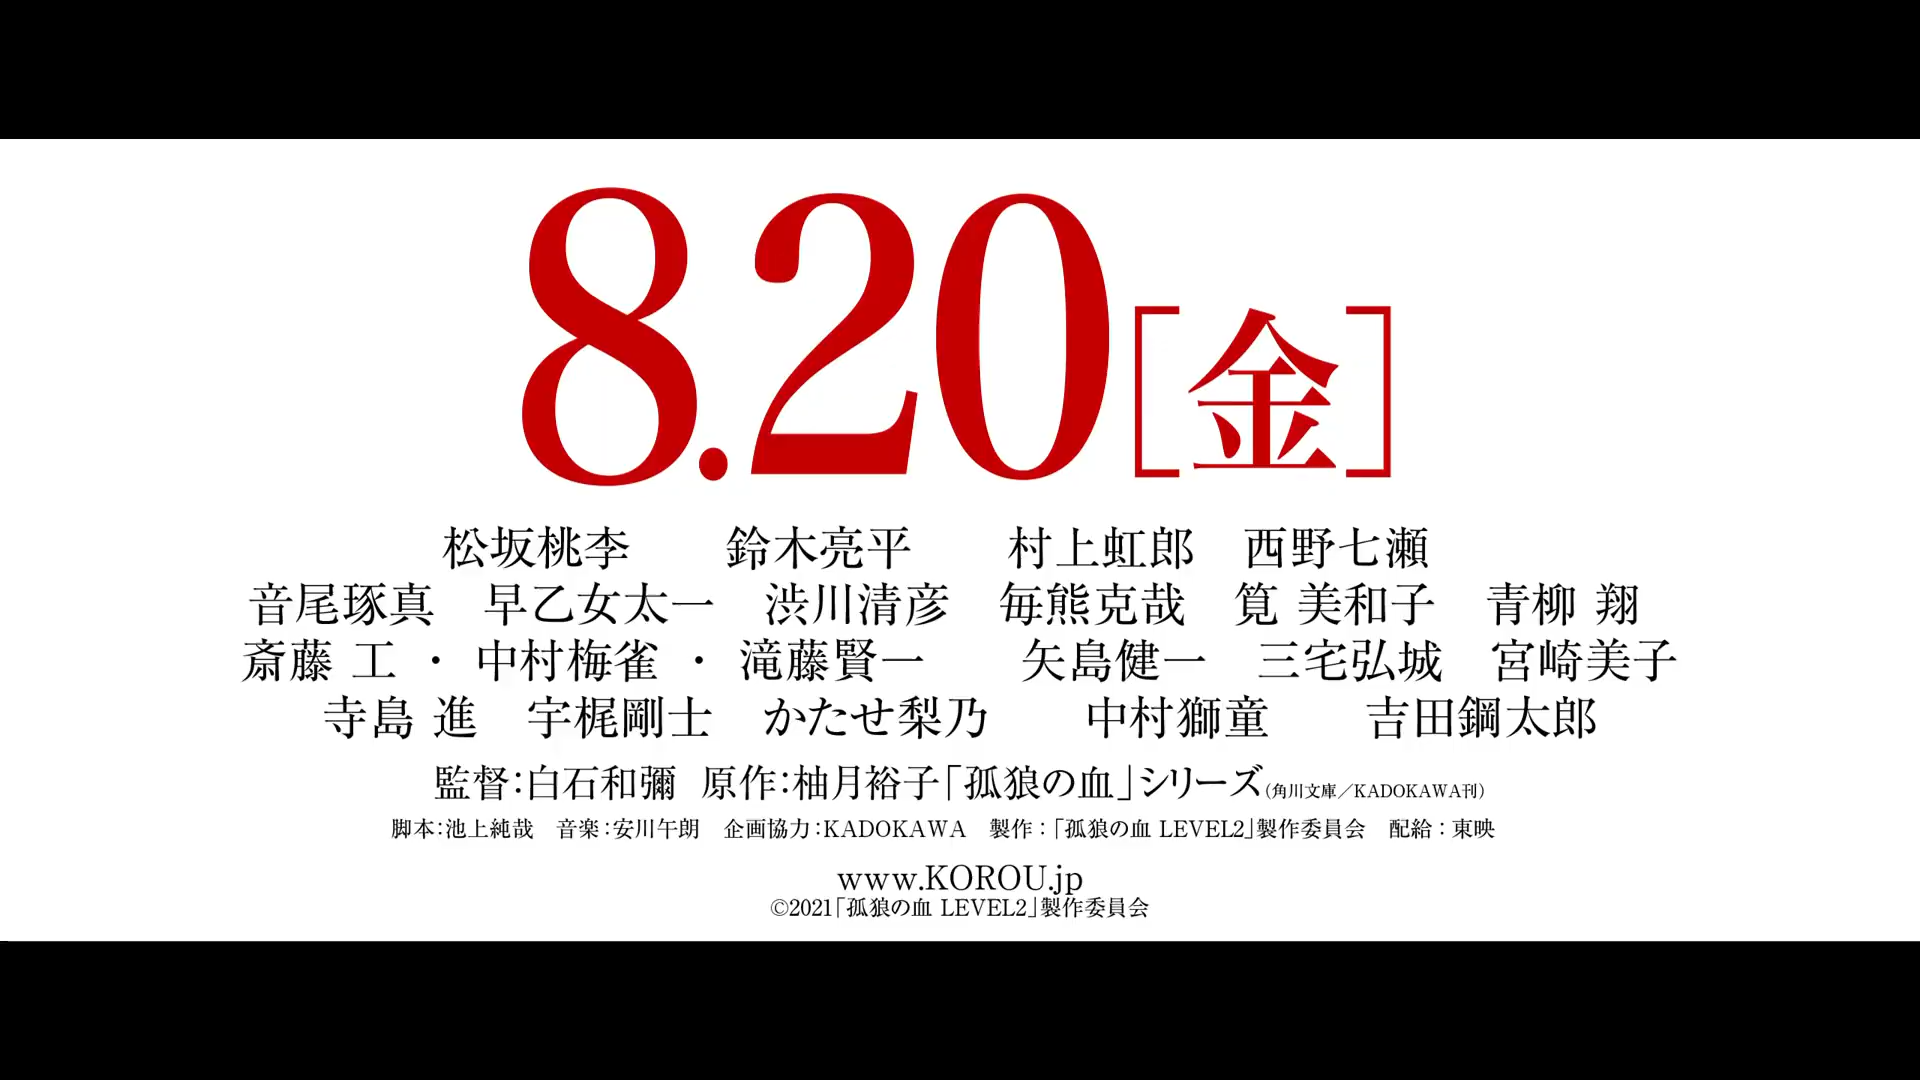 8.20[金]
松坂桃李 鈴木亮平 村上虹郎 西野七瀬
音尾琢真 早乙女太一 渋川清彦 毎熊克哉 筧 美和子 青柳 翔
斎藤 工 ・ 中村梅雀 ・ 滝藤賢一 矢島健一 三宅弘城 宮崎美子
寺島 進 宇梶剛士 かたせ梨乃 中村獅童 吉田鋼太郎
監督：白石和彌 原作：柚月裕子「孤狼の血」シリーズ（角川文庫／KADOKAWA刊）
脚本：池上純哉 音楽：安川午朗 企画協力：KADOKAWA 製作：「孤狼の血 LEVEL2」製作委員会 配給：東映
www.KOROU.jp
©2021「孤狼の血 LEVEL2」製作委員会